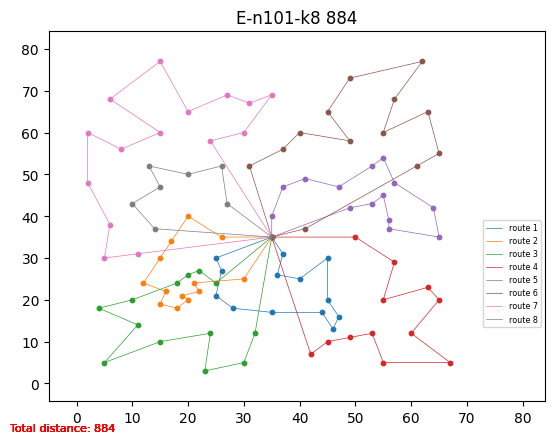 E-n101-k8 884
80
70
60
50
40
30
20
10
0
route 1
route 2
route 3
route 4
route 5
route 6
route 7
route 8
0 10 20 30 40 50 60 70 80
Total distance: 884